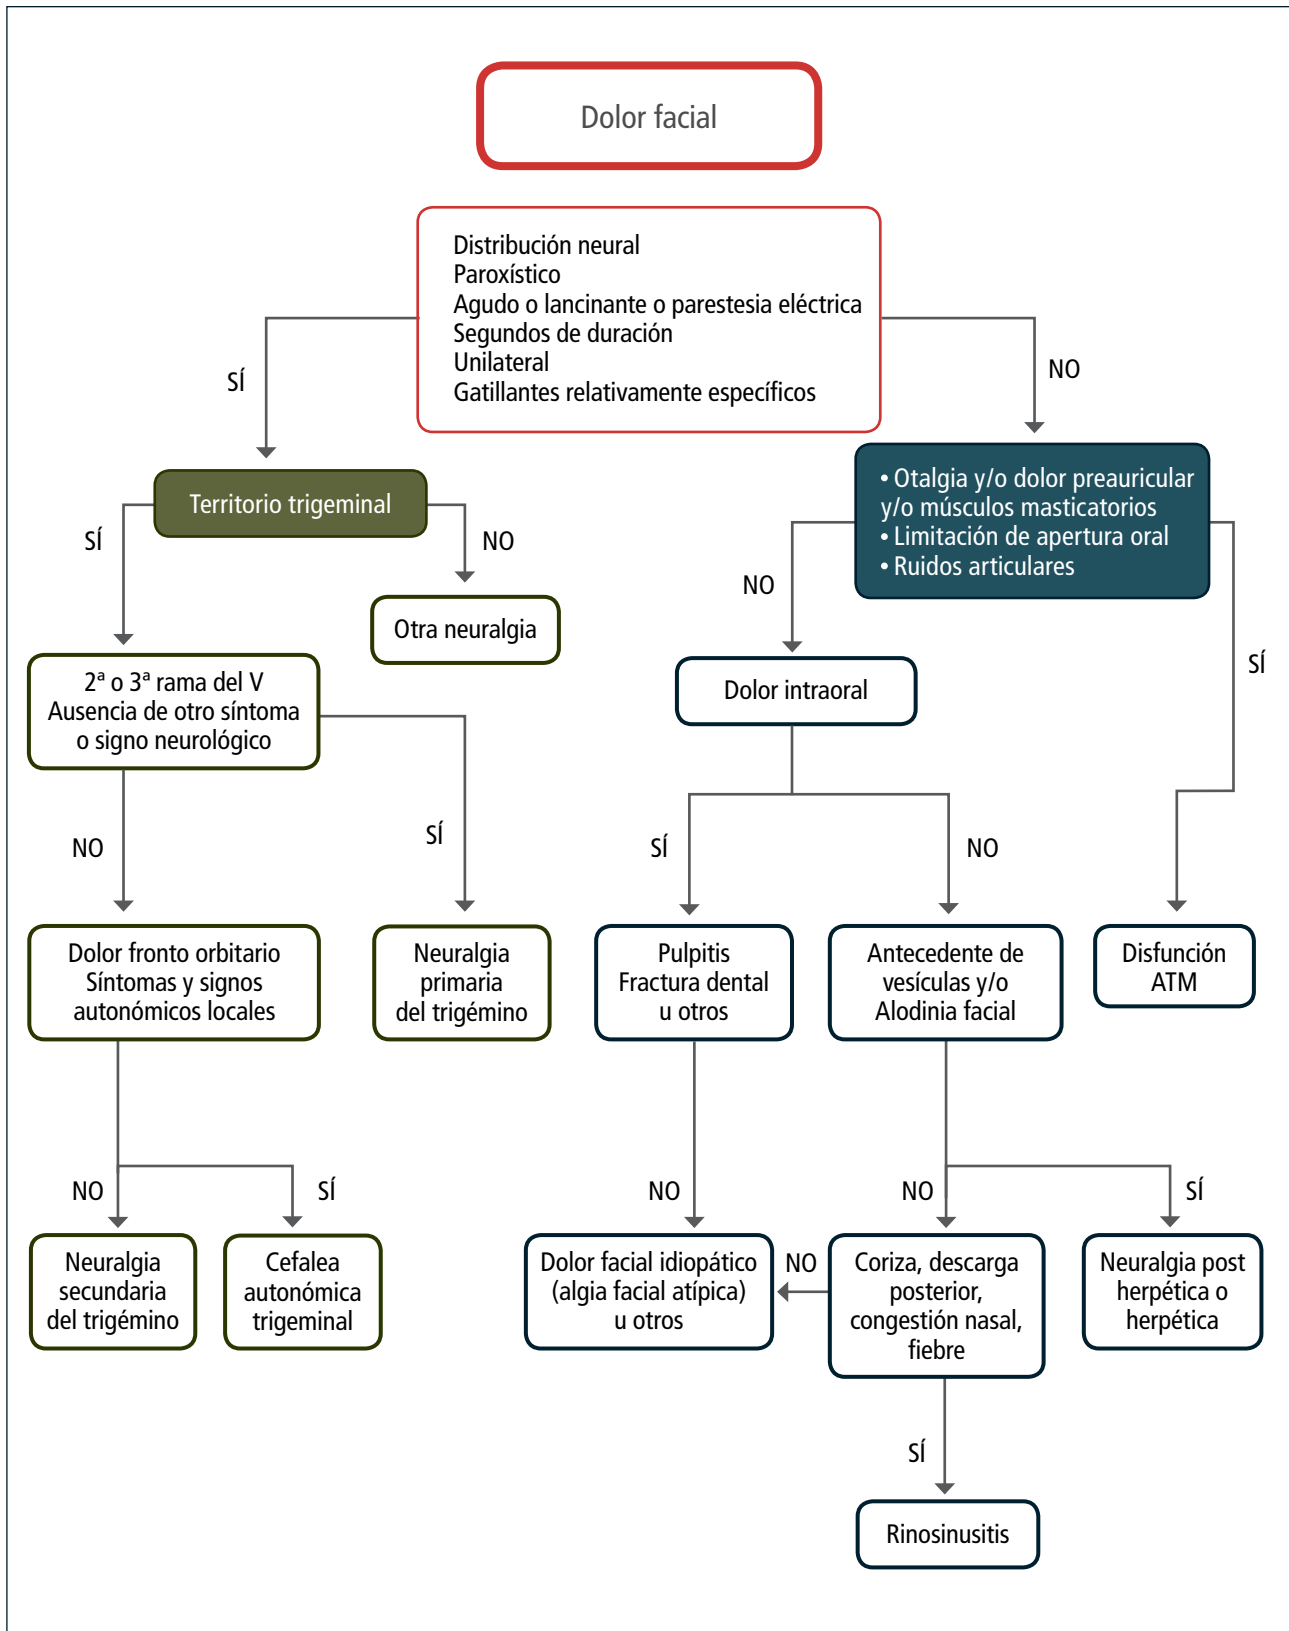 Dolor facial
Distribución neural
Paroxístico
Agudo o lancinante o parestesia eléctrica
Segundos de duración
Unilateral
Gatillantes relativamente específicos
SÍ
NO
Territorio trigeminal
• Otalgia y/o dolor preauricular
y/o músculos masticatorios
• Limitación de apertura oral
• Ruidos articulares
SÍ
NO
NO
SÍ
Otra neuralgia
2ª o 3ª rama del V
Ausencia de otro síntoma
o signo neurológico
Dolor intraoral
NO
SÍ
SÍ
NO
Dolor fronto orbitario
Síntomas y signos
autonómicos locales
Neuralgia
primaria
del trigémino
Pulpitis
Fractura dental
u otros
Antecedente de
vesículas y/o
Alodinia facial
Disfunción
ATM
NO
SÍ
NO
NO
SÍ
Neuralgia
secundaria
del trigémino
Cefalea
autonómica
trigeminal
Dolor facial idiopático
(algia facial atípica)
u otros
NO
Coriza, descarga
posterior,
congestión nasal,
fiebre
Neuralgia post
herpética o
herpética
SÍ
Rinosinusitis